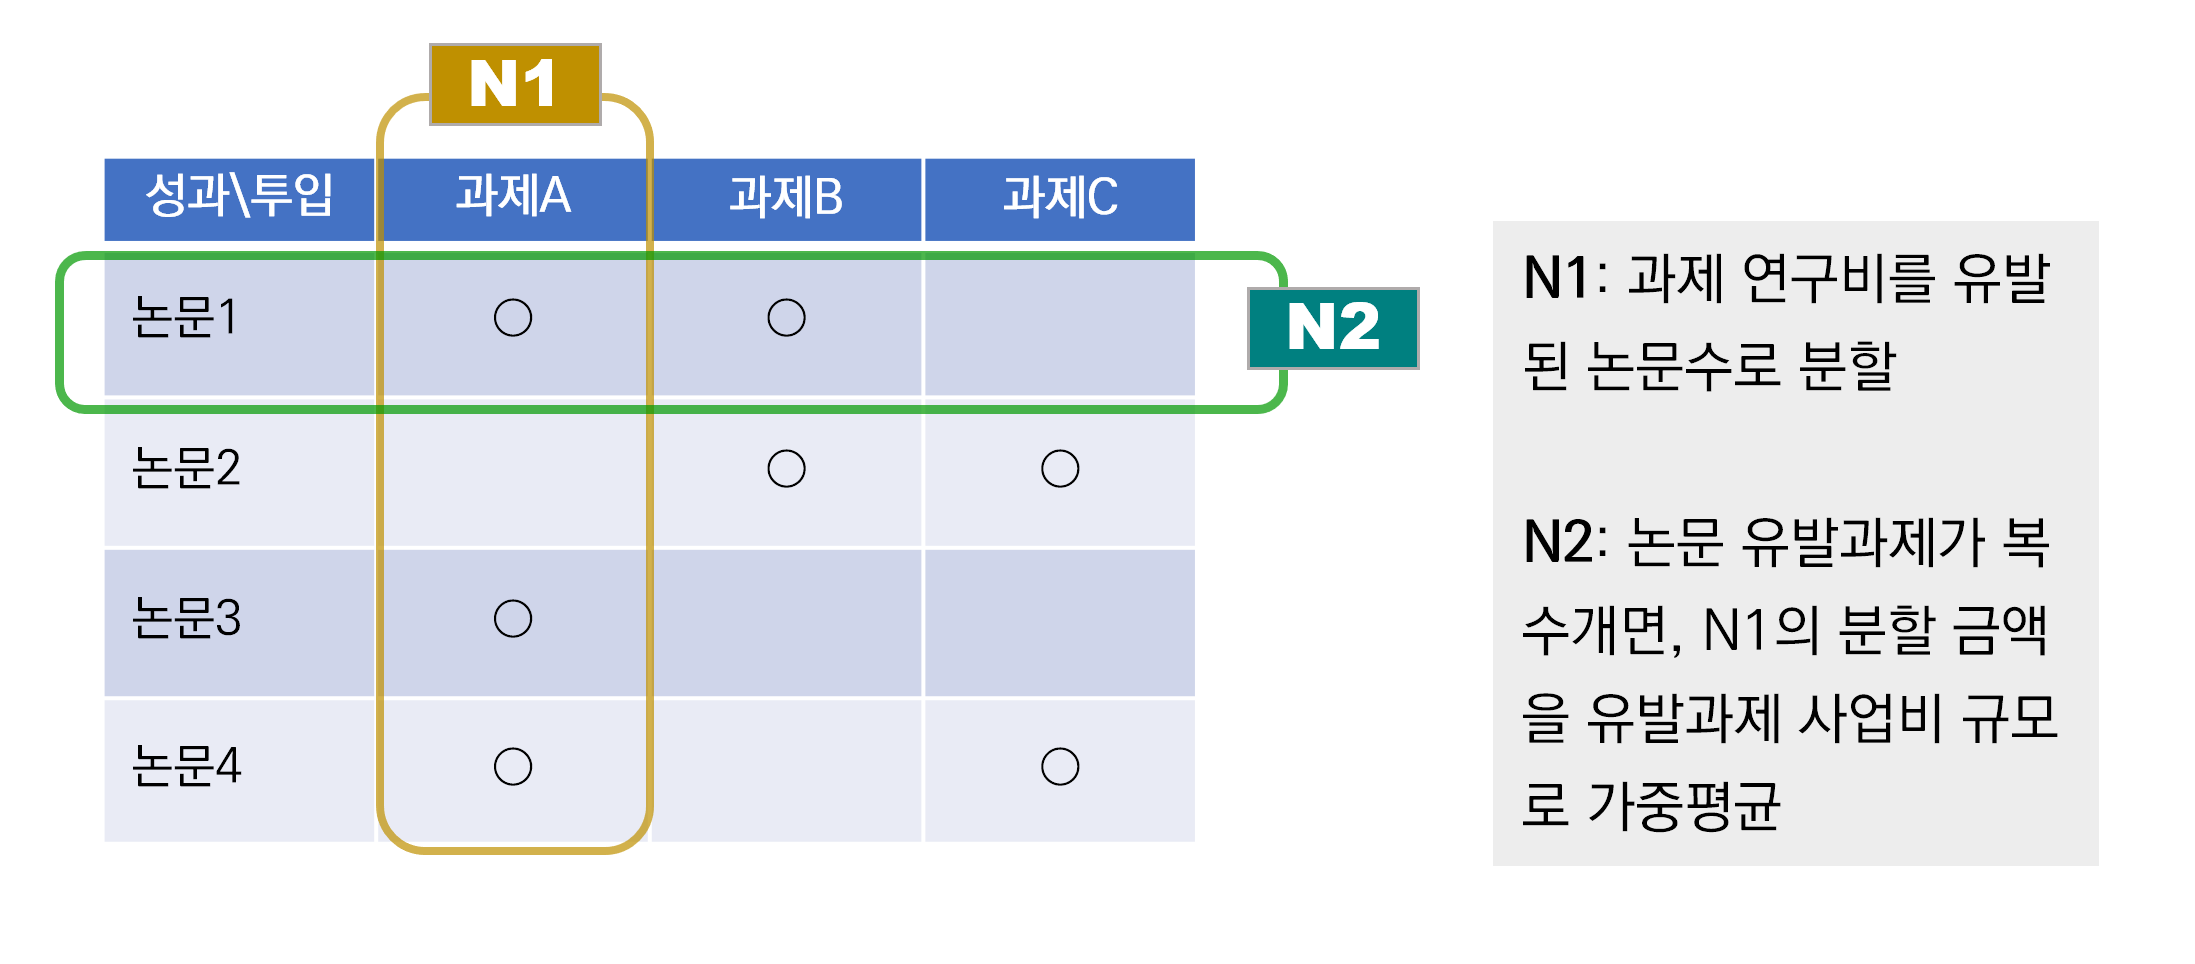 N1
성과\투입 과제A 과제B 과제C
논문1 ○ ○
N2
논문2 ○ ○
논문3 ○
논문4 ○ ○
N1: 과제 연구비를 유발
된 논문수로 분할
N2: 논문 유발과제가 복
수개면, N1의 분할 금액
을 유발과제 사업비 규모
로 가중평균